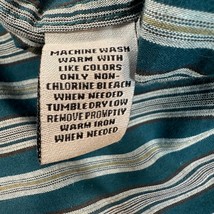 MACHINE WASH
WARM WITH
LIKE COLORS
ONLY NON-
CHLORINE BLEACH
WHEN NEEDED
TUMBLE DRY LOW
REMOVE PROMPTLY
WARM IRON
WHEN NEEDED